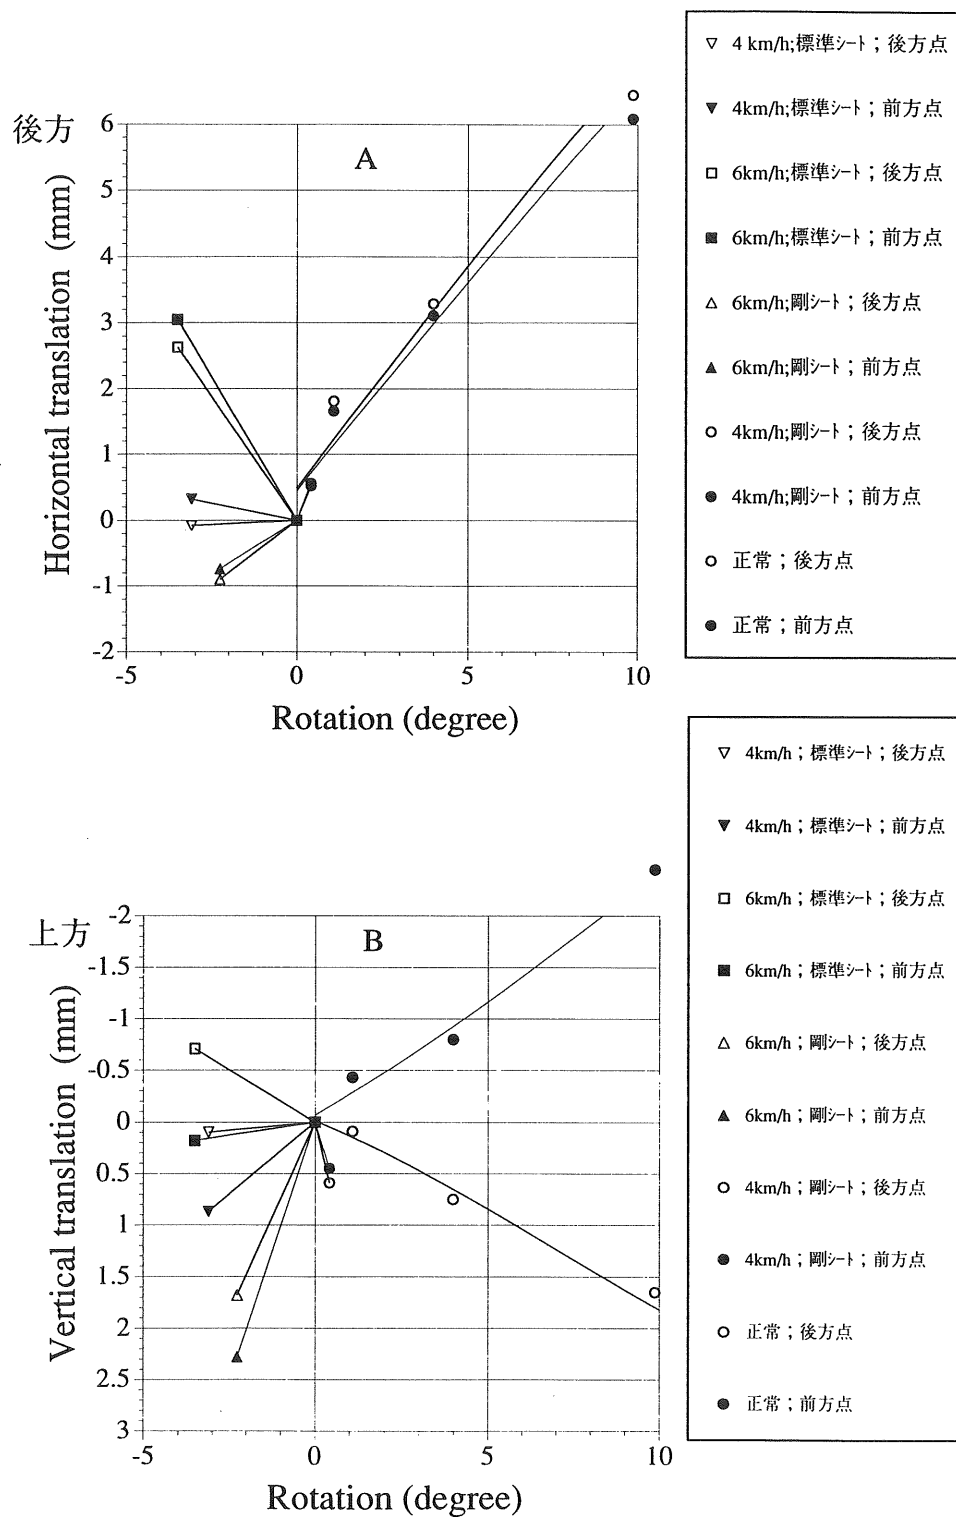 後方
A
Horizontal translation (mm)
6
5
4
3
2
1
0
-1
-2
-5
0
5
10
Rotation (degree)
▽ 4 km/h;標準シート；後方点
▼ 4km/h;標準シート；前方点
□ 6km/h;標準シート；後方点
■ 6km/h;標準シート；前方点
△ 6km/h;剛シート；後方点
▲ 6km/h;剛シート；前方点
○ 4km/h;剛シート；後方点
● 4km/h;剛シート；前方点
○ 正常；後方点
● 正常；前方点
上方
B
Vertical translation (mm)
-2
-1.5
-1
-0.5
0
0.5
1
1.5
2
2.5
3
-5
0
5
10
Rotation (degree)
▽ 4km/h；標準シート；後方点
▼ 4km/h；標準シート；前方点
□ 6km/h；標準シート；後方点
■ 6km/h；標準シート；前方点
△ 6km/h；剛シート；後方点
▲ 6km/h；剛シート；前方点
○ 4km/h；剛シート；後方点
● 4km/h；剛シート；前方点
○ 正常；後方点
● 正常；前方点